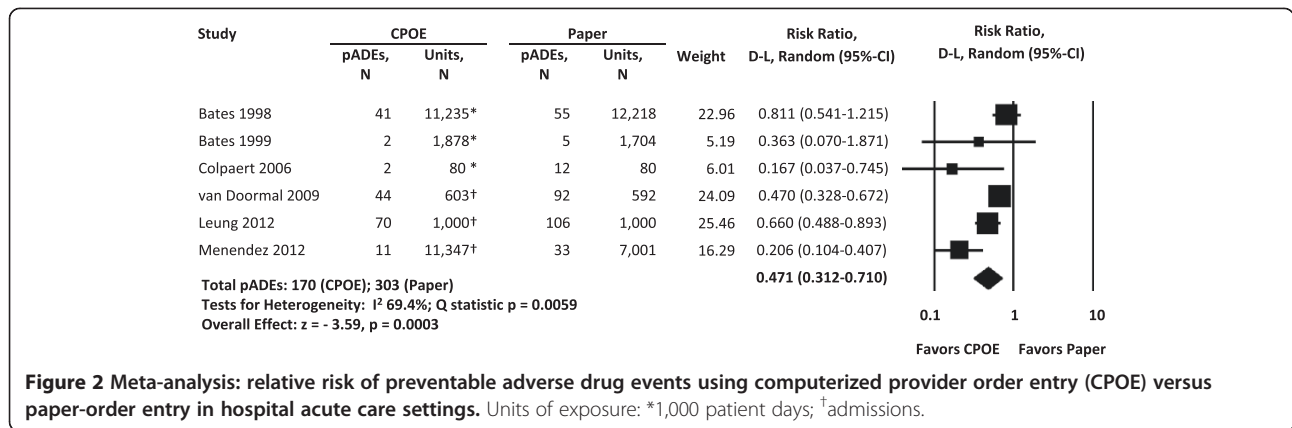 Study CPOE Paper Risk Ratio, Risk Ratio,
pADEs, Units, pADEs, Units, Weight D-L, Random (95%-CI) D-L, Random (95%-CI)
N N N N
Bates 1998 41 11,235* 55 12,218 22.96 0.811 (0.541-1.215)
Bates 1999 2 1,878* 5 1,704 5.19 0.363 (0.070-1.871)
Colpaert 2006 2 80 * 12 80 6.01 0.167 (0.037-0.745)
van Doormal 2009 44 603† 92 592 24.09 0.470 (0.328-0.672)
Leung 2012 70 1,000† 106 1,000 25.46 0.660 (0.488-0.893)
Menendez 2012 11 11,347† 33 7,001 16.29 0.206 (0.104-0.407)
0.471 (0.312-0.710)
Total pADEs: 170 (CPOE); 303 (Paper)
Tests for Heterogeneity: I² 69.4%; Q statistic p = 0.0059
Overall Effect: z = - 3.59, p = 0.0003
0.1 1 10
Favors CPOE Favors Paper
Figure 2 Meta-analysis: relative risk of preventable adverse drug events using computerized provider order entry (CPOE) versus
paper-order entry in hospital acute care settings. Units of exposure: *1,000 patient days; †admissions.